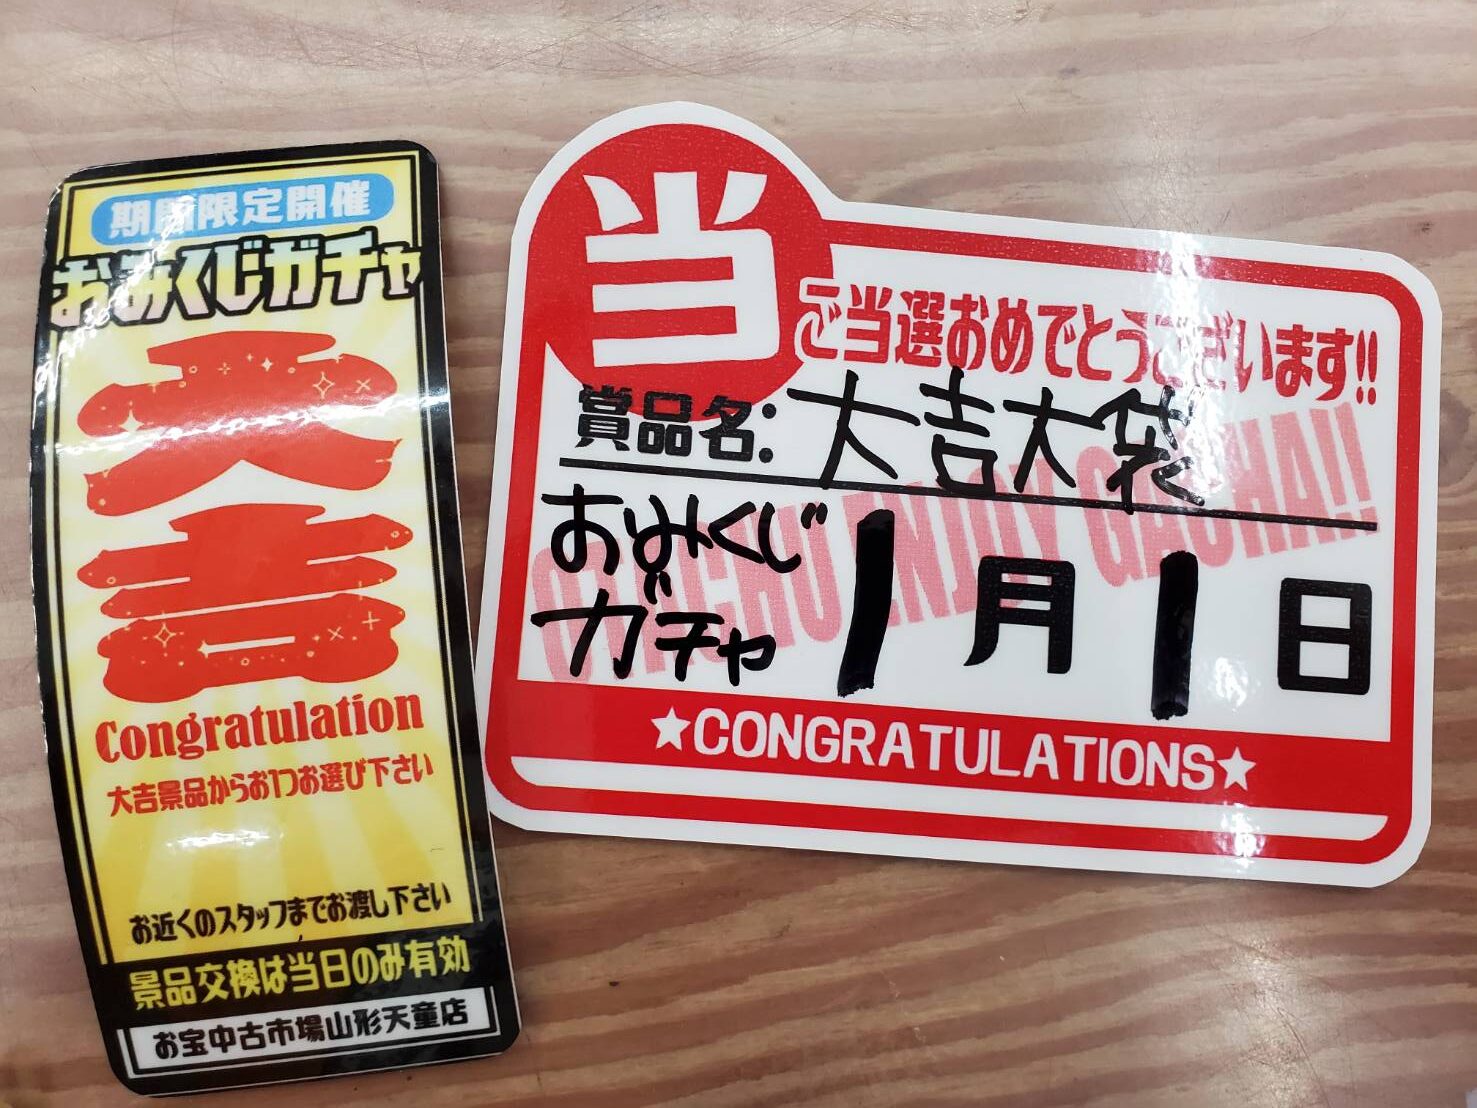 期間限定開催
おみくじガチャ
大吉
Congratulation
大吉景品からお1つお選び下さい
お近くのスタッフまでお渡し下さい
景品交換は当日のみ有効
お宝中古市場山形天童店
当
ご当選おめでとうございます!!
賞品名:大吉大袋
OTACHU ENJOY GACHA!!
おみくじ
ガチャ
1月1日
★CONGRATULATIONS★